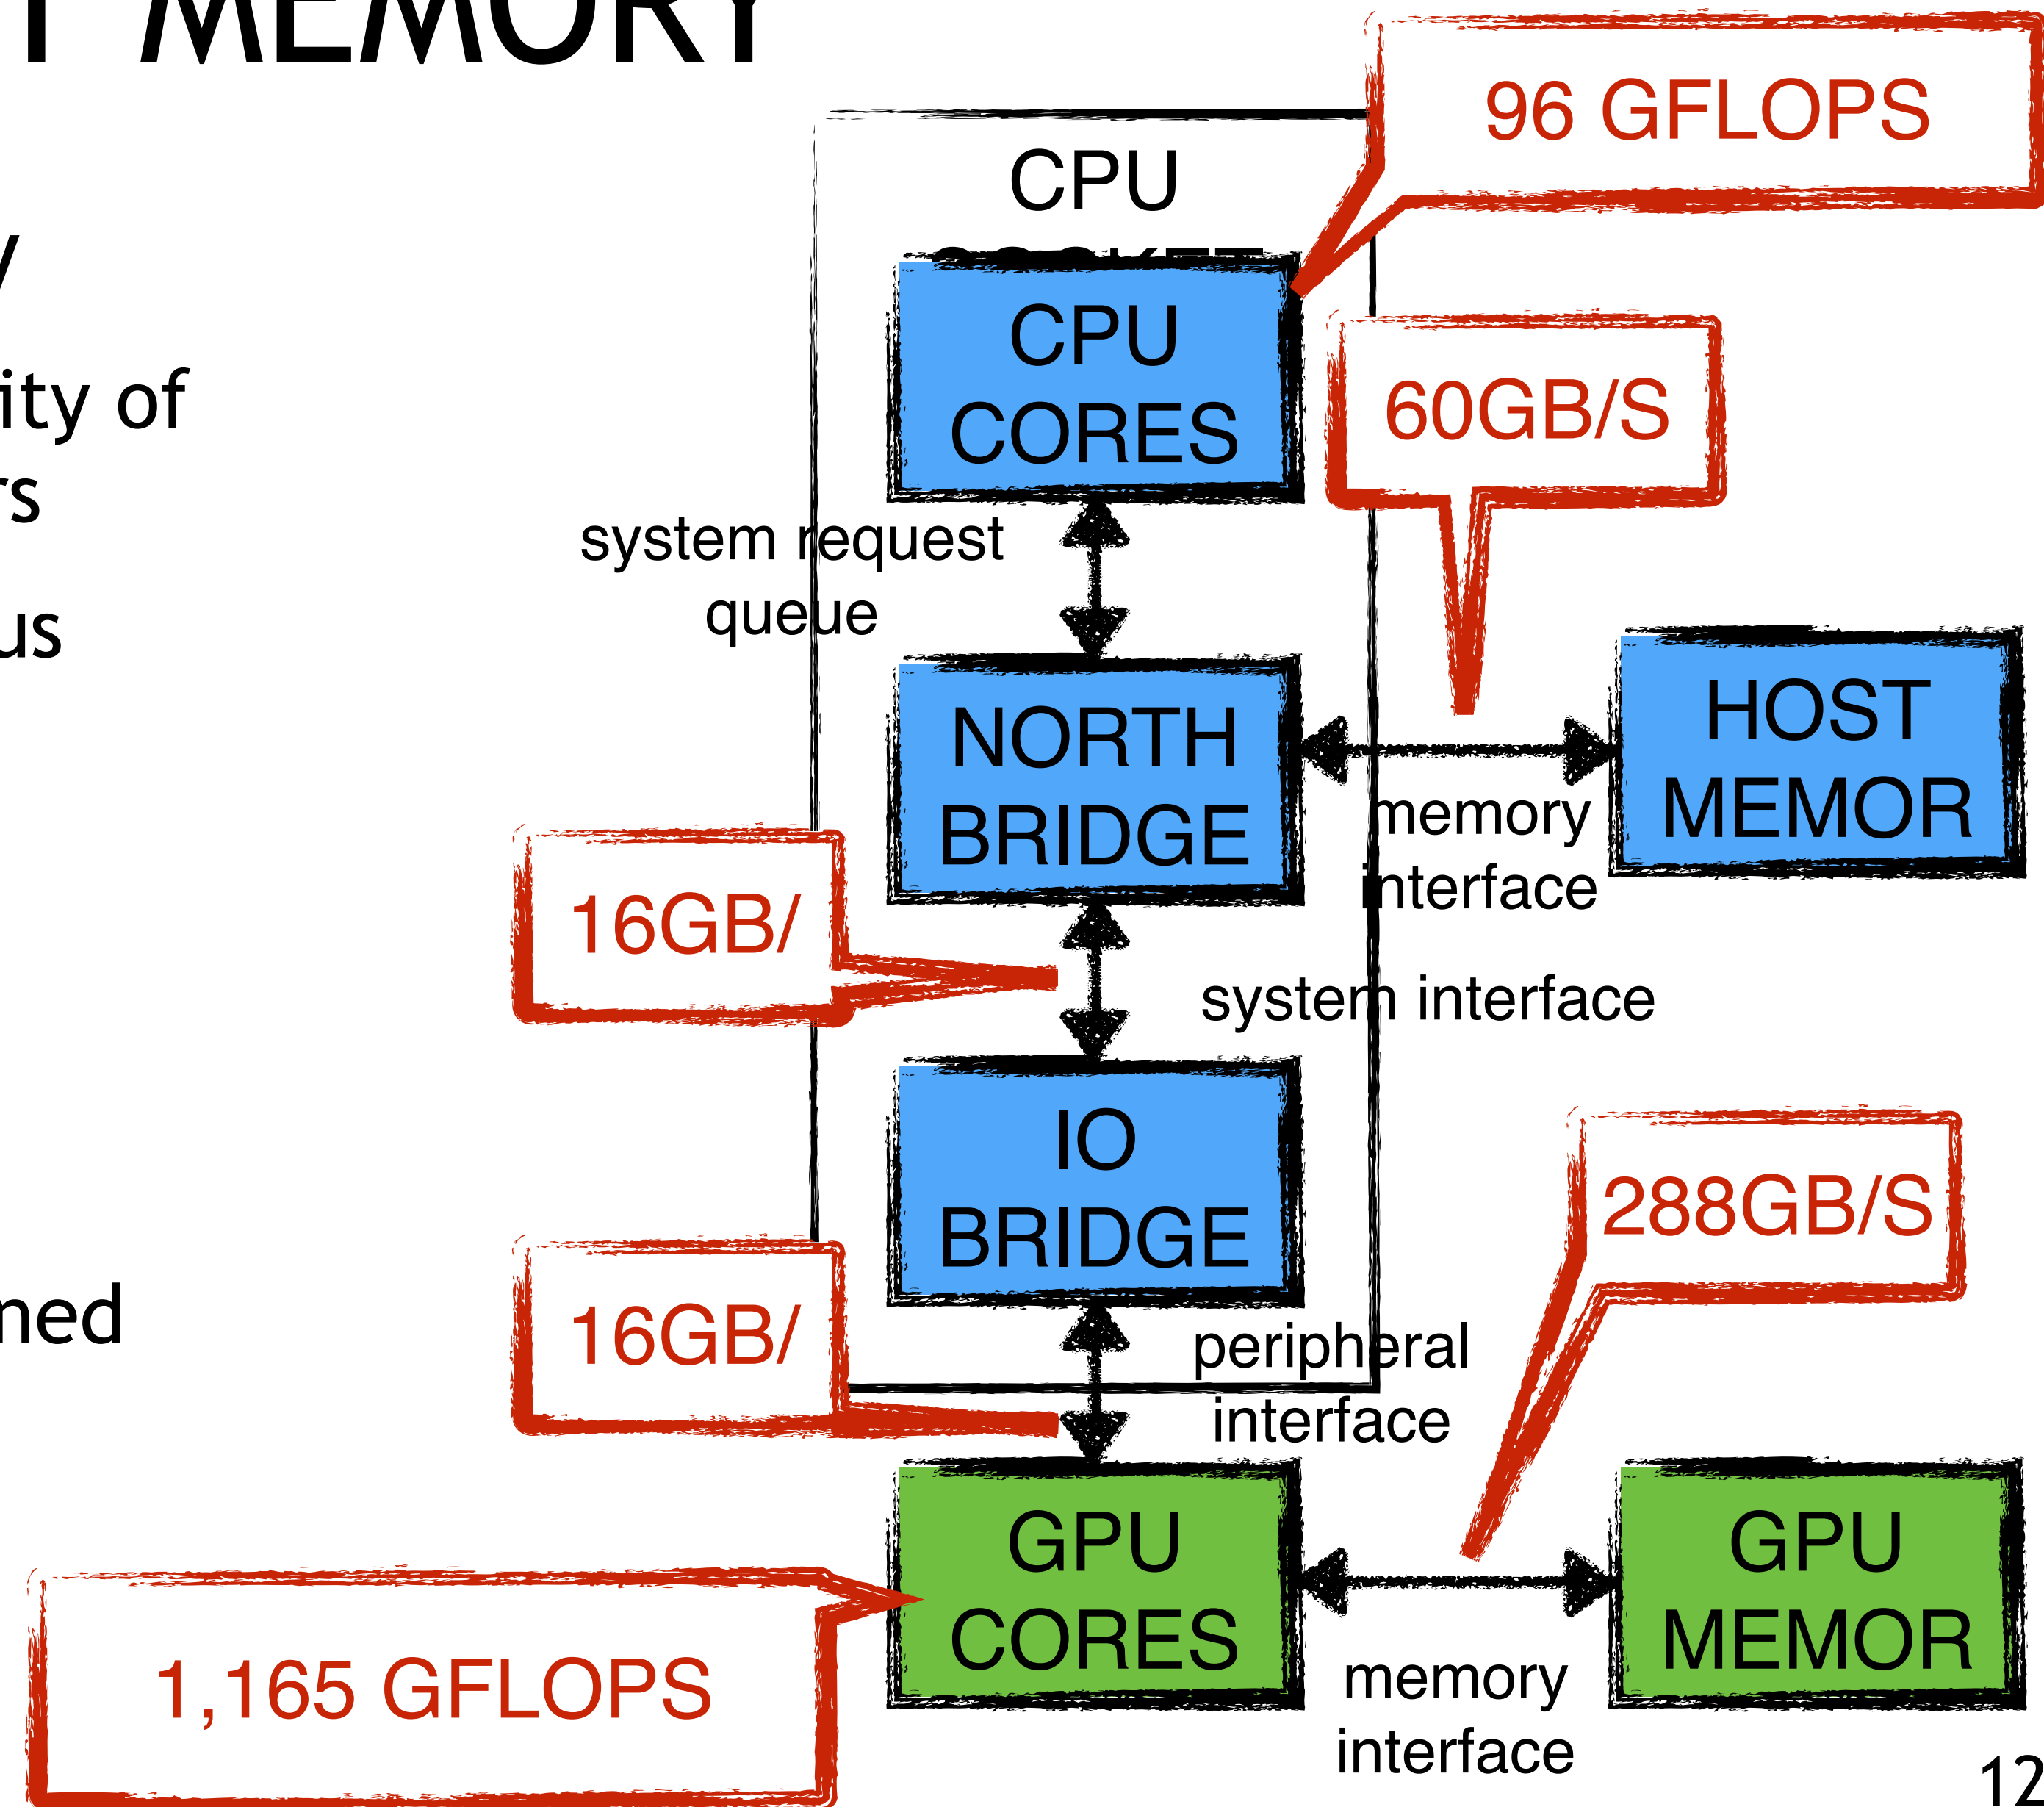 MEMORY
96 GFLOPS
CPU
ity of
rs
us
CPU
CORES
60GB/S
system request
queue
NORTH
BRIDGE
HOST
MEMOR
memory
interface
16GB/
system interface
IO
BRIDGE
288GB/S
ned
16GB/
peripheral
interface
GPU
CORES
GPU
MEMOR
1,165 GFLOPS
memory
interface
12